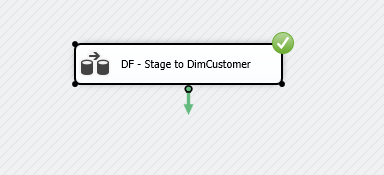 DF - Stage to DimCustomer